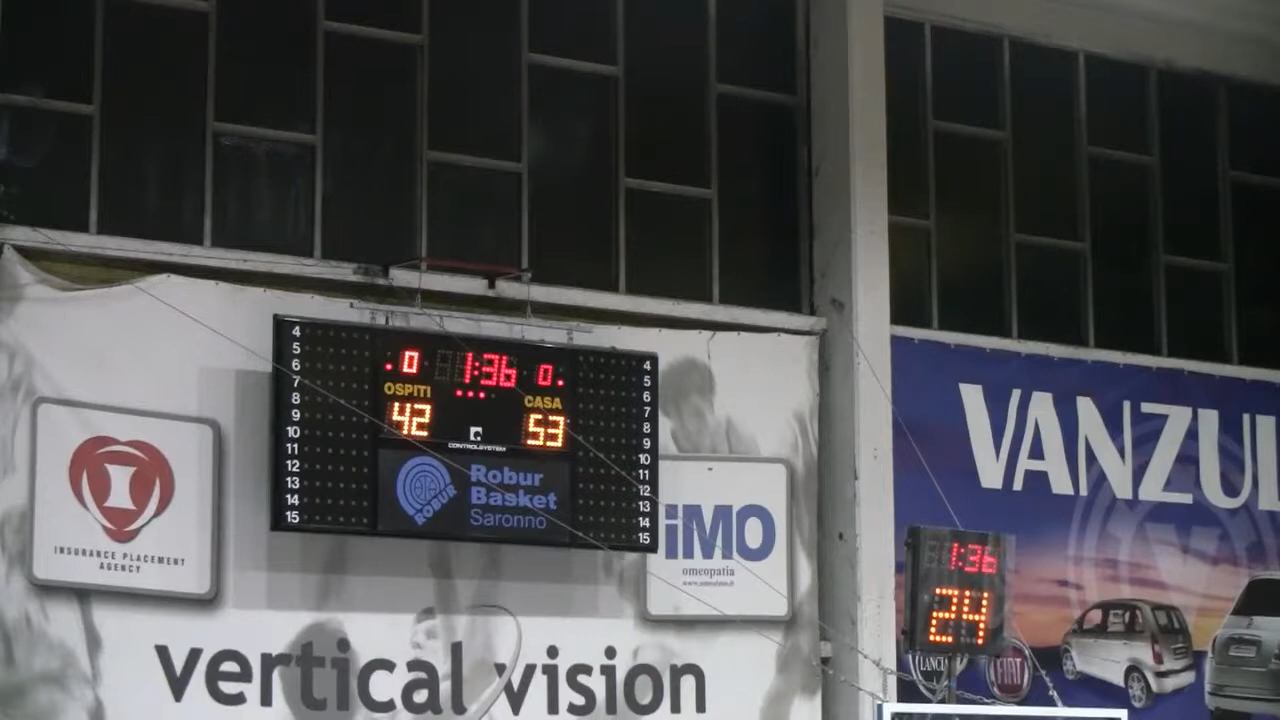 4
5
6
7
8
9
10
11
12
13
14
15
0 1:36 0
OSPITI CASA
42 53
CONTROLSYSTEM
ROBUR
Robur
Basket
Saronno
4
5
6
7
8
9
10
11
12
13
14
15
INSURANCE PLACEMENT
AGENCY
iMO
omeopatia
vertical vision
VANZUL
1:36
24
LANCIA
FIAT